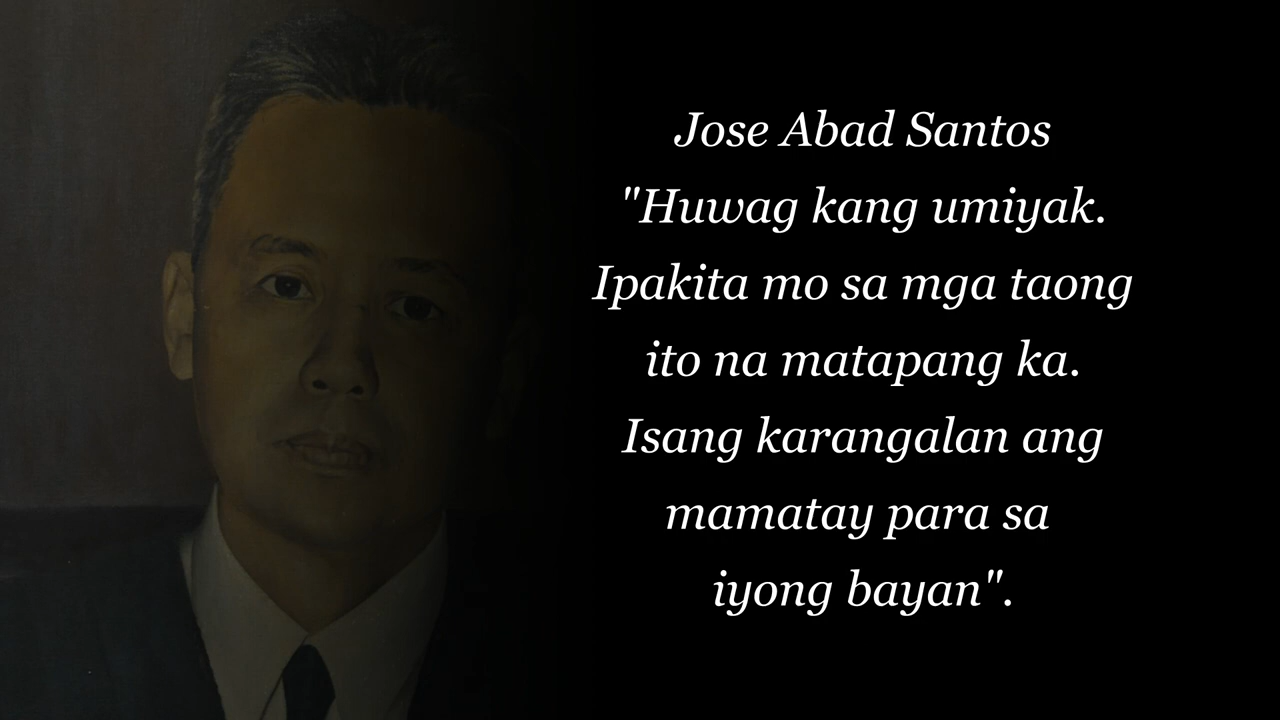 Jose Abad Santos
"Huwag kang umiyak.
Ipakita mo sa mga taong
ito na matapang ka.
Isang karangalan ang
mamatay para sa
iyong bayan".